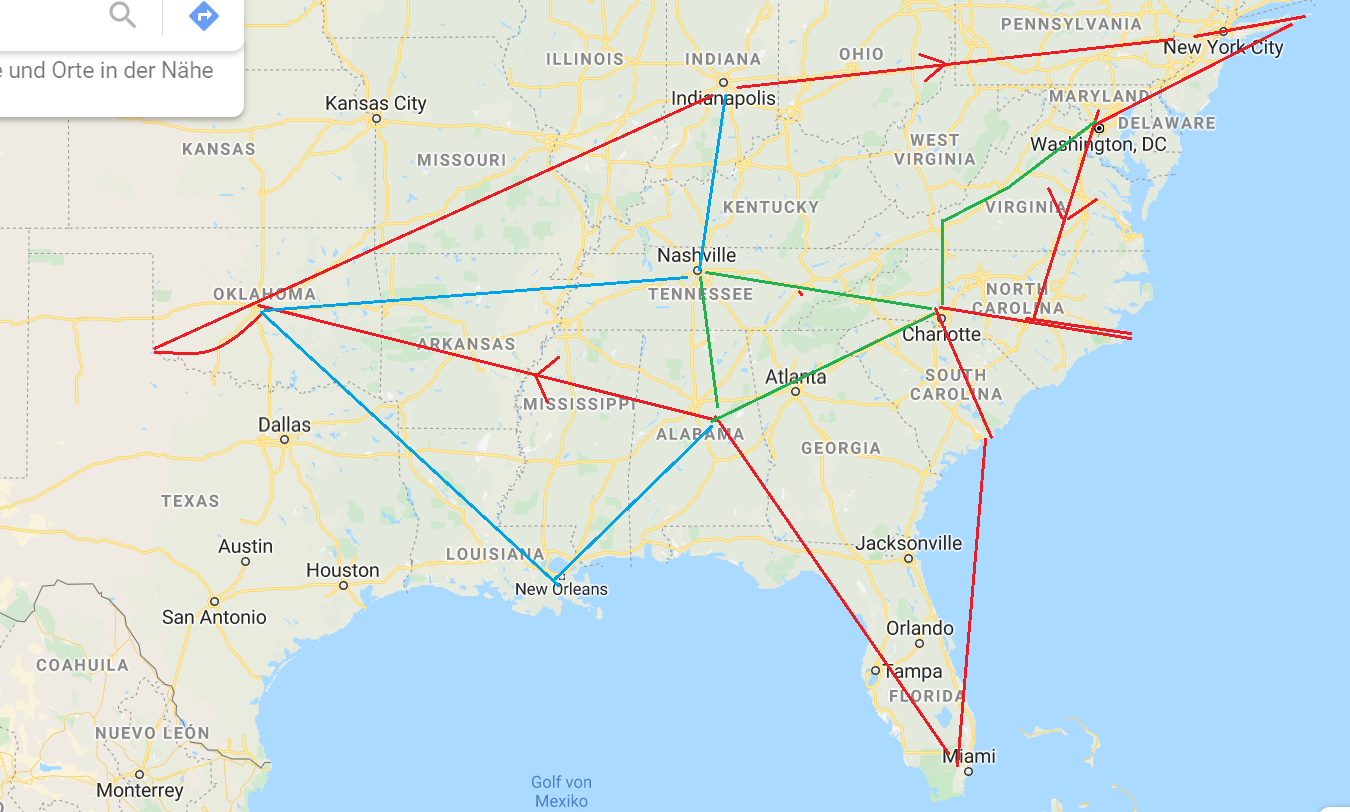 PENNSYLVANIA
New York City
OHIO
ILLINOIS
INDIANA
e und Orte in der Nähe
Indianapolis
MARYLAND
Kansas City
DELAWARE
Washington, DC
WEST
VIRGINIA
KANSAS
MISSOURI
KENTUCKY
VIRGINIA
Nashville
TENNESSEE
OKLAHOMA
NORTH
CAROLINA
Charlotte
ARKANSAS
Atlanta
SOUTH
CAROLINA
MISSISSIPPI
Dallas
ALABAMA
GEORGIA
TEXAS
Austin
LOUISIANA
Jacksonville
Houston
New Orleans
San Antonio
Orlando
COAHUILA
Tampa
FLORIDA
NUEVO LEÓN
Miami
Monterrey
Golf von
Mexiko